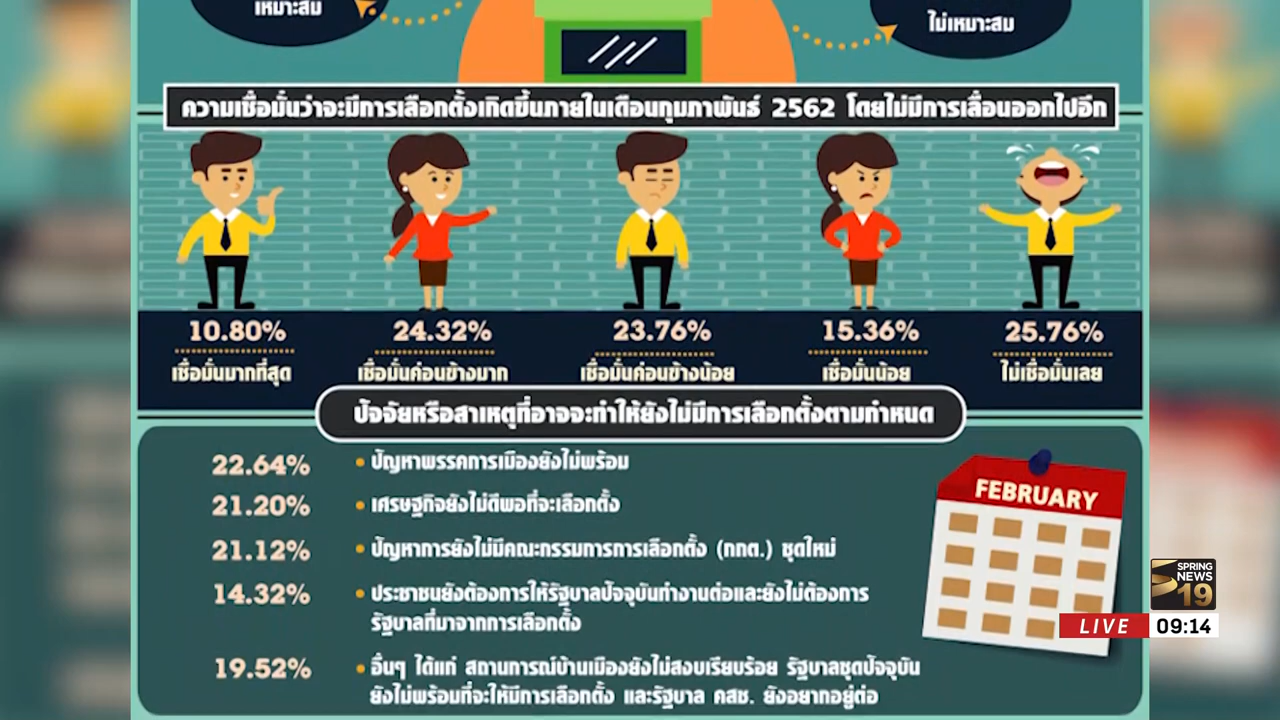 เหมาะสม
ไม่เหมาะสม
ความเชื่อมั่นว่าจะมีการเลือกตั้งเกิดขึ้นภายในเดือนกุมภาพันธ์ 2562 โดยไม่มีการเลื่อนออกไปอีก
10.80% 24.32% 23.76% 15.36% 25.76%
เชื่อมั่นมากที่สุด เชื่อมั่นค่อนข้างมาก เชื่อมั่นค่อนข้างน้อย เชื่อมั่นน้อย ไม่เชื่อมั่นเลย
ปัจจัยหรือสาเหตุที่อาจจะทำให้ยังไม่มีการเลือกตั้งตามกำหนด
22.64% • ปัญหาพรรคการเมืองยังไม่พร้อม
21.20% • เศรษฐกิจยังไม่ดีพอที่จะเลือกตั้ง
21.12% • ปัญหาการยังไม่มีคณะกรรมการการเลือกตั้ง (กกต.) ชุดใหม่
14.32% • ประชาชนยังต้องการให้รัฐบาลปัจจุบันทำงานต่อและยังไม่ต้องการ
รัฐบาลที่มาจากการเลือกตั้ง
19.52% • อื่นๆ ได้แก่ สถานการณ์บ้านเมืองยังไม่สงบเรียบร้อย รัฐบาลชุดปัจจุบัน
ยังไม่พร้อมที่จะให้มีการเลือกตั้ง และรัฐบาล คสช. ยังอยากอยู่ต่อ
FEBRUARY
SPRING
NEWS
19
LIVE 09:14